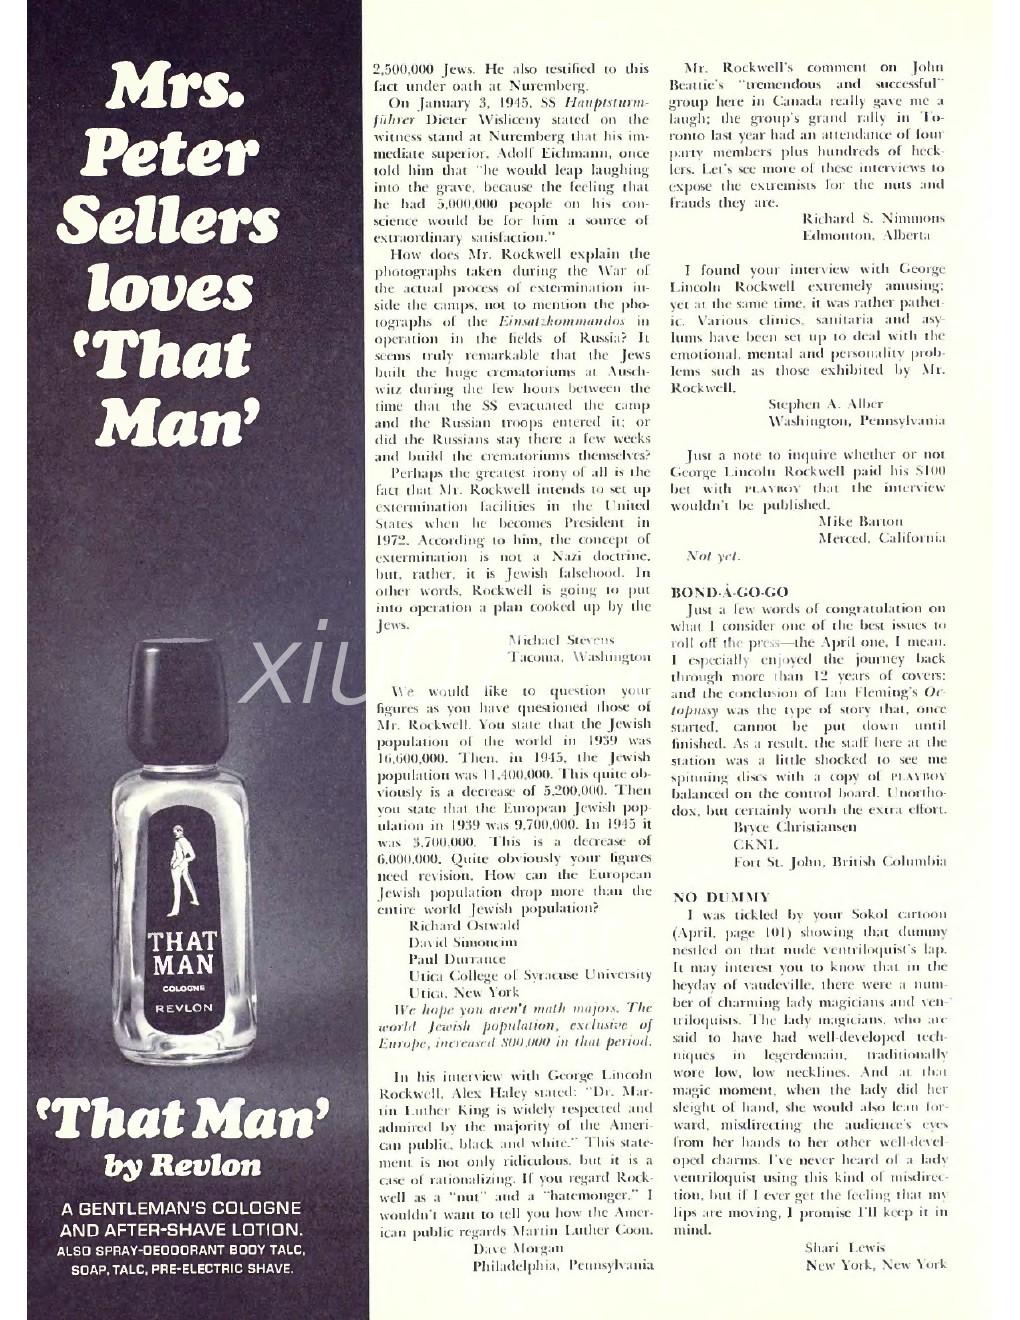 Mrs.
Peter
Sellers
loves
‘That
Man’
THAT
MAN
COLOGNE
REVLON
‘That Man’
by Revlon
A GENTLEMAN'S COLOGNE
AND AFTER-SHAVE LOTION.
ALSO SPRAY-DEODORANT BODY TALC,
SOAP, TALC, PRE-ELECTRIC SHAVE.
2,500,000 Jews. He also testified to this
fact under oath at Nuremberg.
On January 3, 1945, SS Hauptsturm-
führer Dieter Wisliceny stated on the
witness stand at Nuremberg that his im-
mediate superior, Adolf Eichmann, once
told him that "he would leap laughing
into the grave, because the feeling that
he had 5,000,000 people on his con-
science would be for him a source of
extraordinary satisfaction."
How does Mr. Rockwell explain the
photographs taken during the War of
the actual process of extermination in-
side the camps, not to mention the pho-
tographs of the Einsatzkommandos in
operation in the fields of Russia? It
seems truly remarkable that the Jews
built the huge crematoriums at Ausch-
witz during the few hours between the
time that the SS evacuated the camp
and the Russian troops entered it; or
did the Russians stay there a few weeks
and build the crematoriums themselves?
Perhaps the greatest irony of all is the
fact that Mr. Rockwell intends to set up
extermination facilities in the United
States when he becomes President in
1972. According to him, the concept of
extermination is not a Nazi doctrine,
but, rather, it is Jewish falsehood. In
other words, Rockwell is going to put
into operation a plan cooked up by the
Jews.
Michael Stevens
Tacoma, Washington
We would like to question your
figures as you have questioned those of
Mr. Rockwell. You state that the Jewish
population of the world in 1939 was
16,600,000. Then, in 1945, the Jewish
population was 11,400,000. This quite ob-
viously is a decrease of 5,200,000. Then
you state that the European Jewish pop-
ulation in 1939 was 9,700,000. In 1945 it
was 3,700,000. This is a decrease of
6,000,000. Quite obviously your figures
need revision. How can the European
Jewish population drop more than the
entire world Jewish population?
Richard Ostwald
David Simoncini
Paul Durrance
Utica College of Syracuse University
Utica, New York
We hope you aren't math majors. The
world Jewish population, exclusive of
Europe, increased 800,000 in that period.
In his interview with George Lincoln
Rockwell, Alex Haley stated: "Dr. Mar-
tin Luther King is widely respected and
admired by the majority of the Ameri-
can public, black and white." This state-
ment is not only ridiculous, but it is a
case of rationalizing. If you regard Rock-
well as a "nut" and a "hatemonger," I
wouldn't want to tell you how the Amer-
ican public regards Martin Luther Coon.
Dave Morgan
Philadelphia, Pennsylvania
Mr. Rockwell's comment on John
Beattie's "tremendous and successful"
group here in Canada really gave me a
laugh; the group's grand rally in To-
ronto last year had an attendance of four
party members plus hundreds of heck-
lers. Let's see more of these interviews to
expose the extremists for the nuts and
frauds they are.
Richard S. Nimmons
Edmonton, Alberta
I found your interview with George
Lincoln Rockwell extremely amusing;
yet at the same time, it was rather pathet-
ic. Various clinics, sanitaria and asy-
lums have been set up to deal with the
emotional, mental and personality prob-
lems such as those exhibited by Mr.
Rockwell.
Stephen A. Alber
Washington, Pennsylvania
Just a note to inquire whether or not
George Lincoln Rockwell paid his $100
bet with PLAYBOY that the interview
wouldn't be published.
Mike Barton
Merced, California
Not yet.
BOND-À-GO-GO
Just a few words of congratulation on
what I consider one of the best issues to
roll off the press—the April one, I mean.
I especially enjoyed the journey back
through more than 12 years of covers;
and the conclusion of Ian Fleming's Oc-
topussy was the type of story that, once
started, cannot be put down until
finished. As a result, the staff here at the
station was a little shocked to see me
spinning discs with a copy of PLAYBOY
balanced on the control board. Unortho-
dox, but certainly worth the extra effort.
Bryce Christiansen
CKNL
Fort St. John, British Columbia
NO DUMMY
I was tickled by your Sokol cartoon
(April, page 101) showing that dummy
nestled on that nude ventriloquist's lap.
It may interest you to know that in the
heyday of vaudeville, there were a num-
ber of charming lady magicians and ven-
triloquists. The lady magicians, who are
said to have had well-developed tech-
niques in legerdemain, traditionally
wore low, low necklines. And at that
magic moment, when the lady did her
sleight of hand, she would also lean for-
ward, misdirecting the audience's eyes
from her hands to her other well-devel-
oped charms. I've never heard of a lady
ventriloquist using this kind of misdirec-
tion, but if I ever get the feeling that my
lips are moving, I promise I'll keep it in
mind.
Shari Lewis
New York, New York